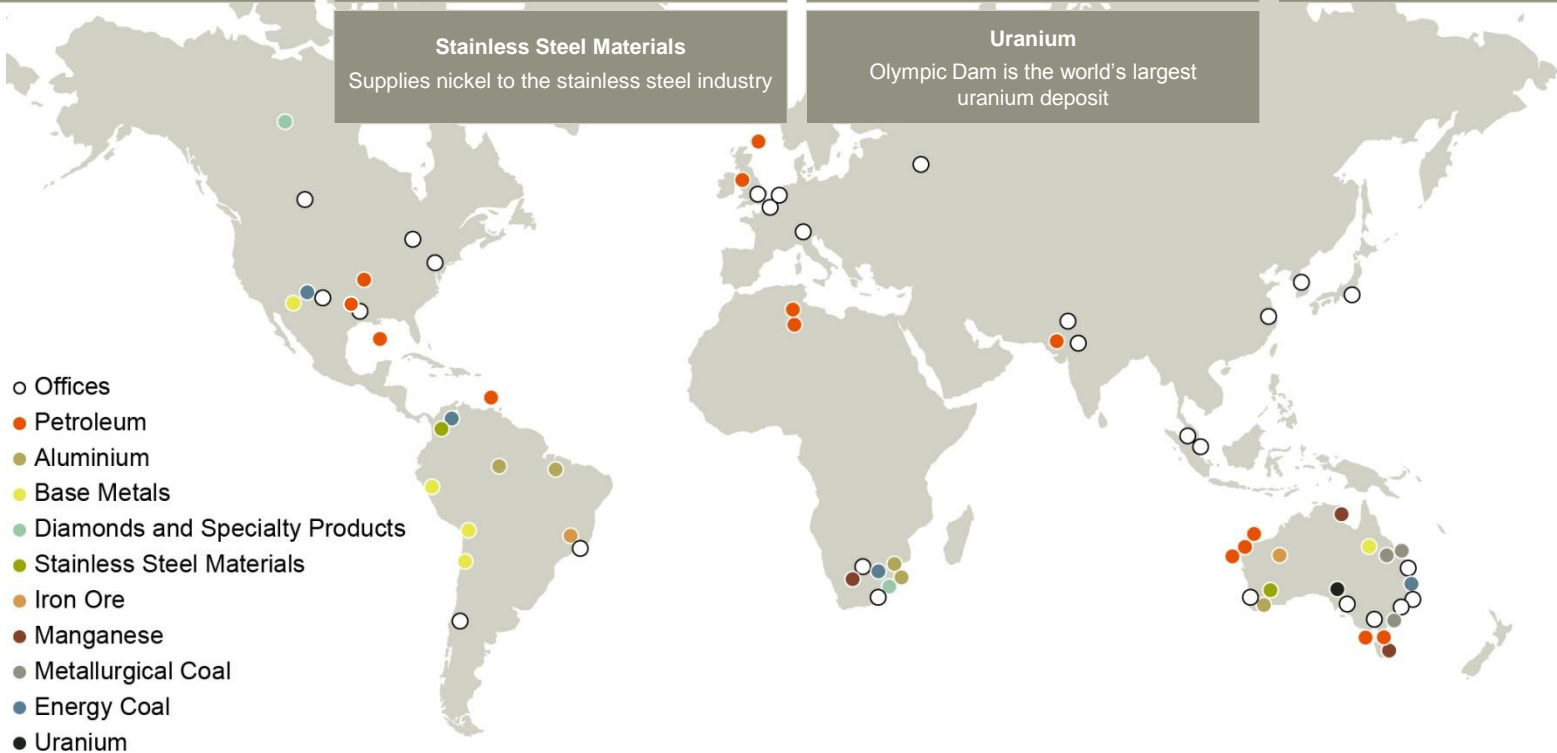 Stainless Steel Materials
Supplies nickel to the stainless steel industry
Uranium
Olympic Dam is the world's largest
uranium deposit
Offices
Petroleum
Aluminium
Base Metals
Diamonds and Specialty Products
Stainless Steel Materials
Iron Ore
Manganese
Metallurgical Coal
Energy Coal
Uranium